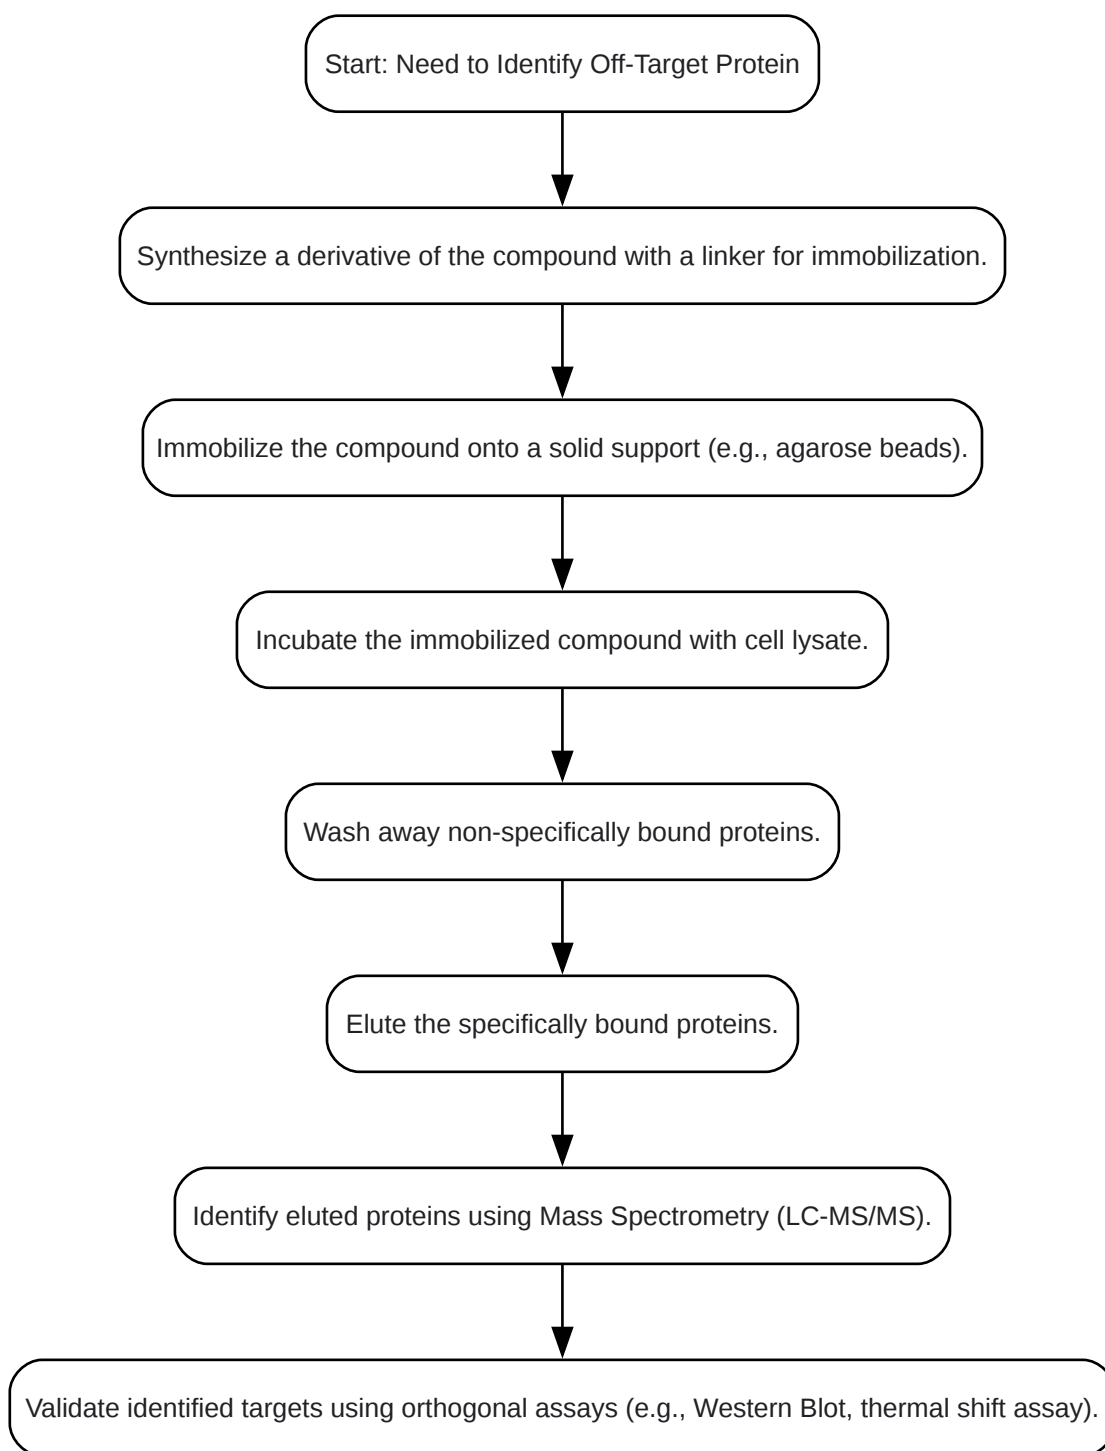 Start: Need to Identify Off-Target Protein
Synthesize a derivative of the compound with a linker for immobilization.
Immobilize the compound onto a solid support (e.g., agarose beads).
Incubate the immobilized compound with cell lysate.
Wash away non-specifically bound proteins.
Elute the specifically bound proteins.
Identify eluted proteins using Mass Spectrometry (LC-MS/MS).
Validate identified targets using orthogonal assays (e.g., Western Blot, thermal shift assay).